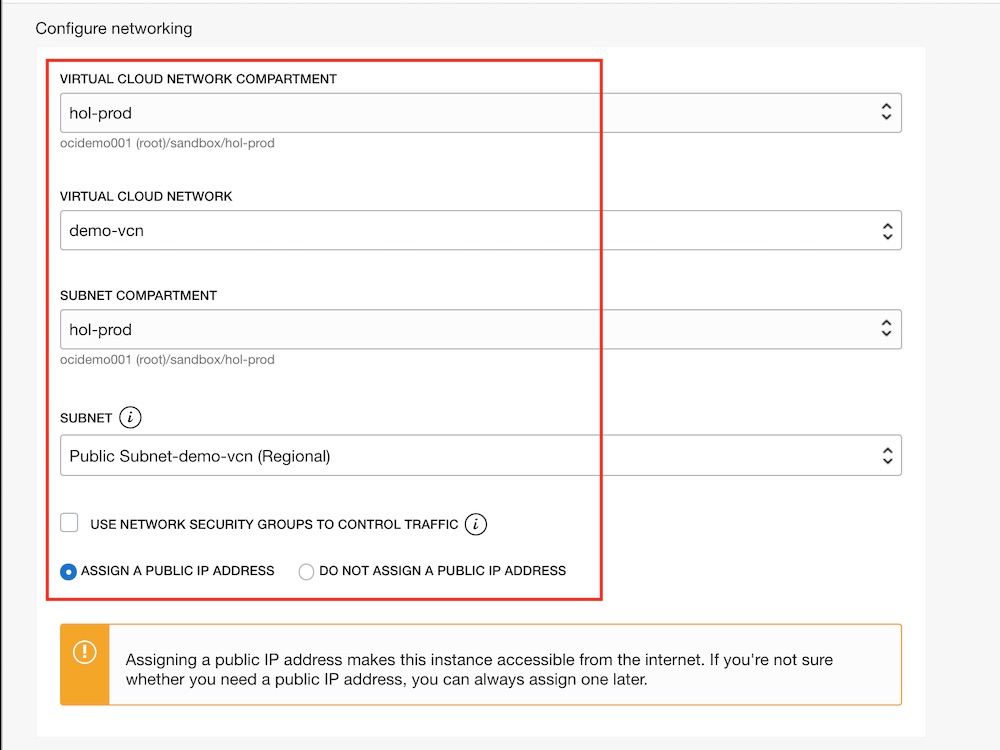 Configure networking
VIRTUAL CLOUD NETWORK COMPARTMENT
hol-prod
ocidemo001 (root)/sandbox/hol-prod
VIRTUAL CLOUD NETWORK
demo-vcn
SUBNET COMPARTMENT
hol-prod
ocidemo001 (root)/sandbox/hol-prod
SUBNET i
Public Subnet-demo-vcn (Regional)
USE NETWORK SECURITY GROUPS TO CONTROL TRAFFIC i
ASSIGN A PUBLIC IP ADDRESS DO NOT ASSIGN A PUBLIC IP ADDRESS
! Assigning a public IP address makes this instance accessible from the internet. If you're not sure
whether you need a public IP address, you can always assign one later.